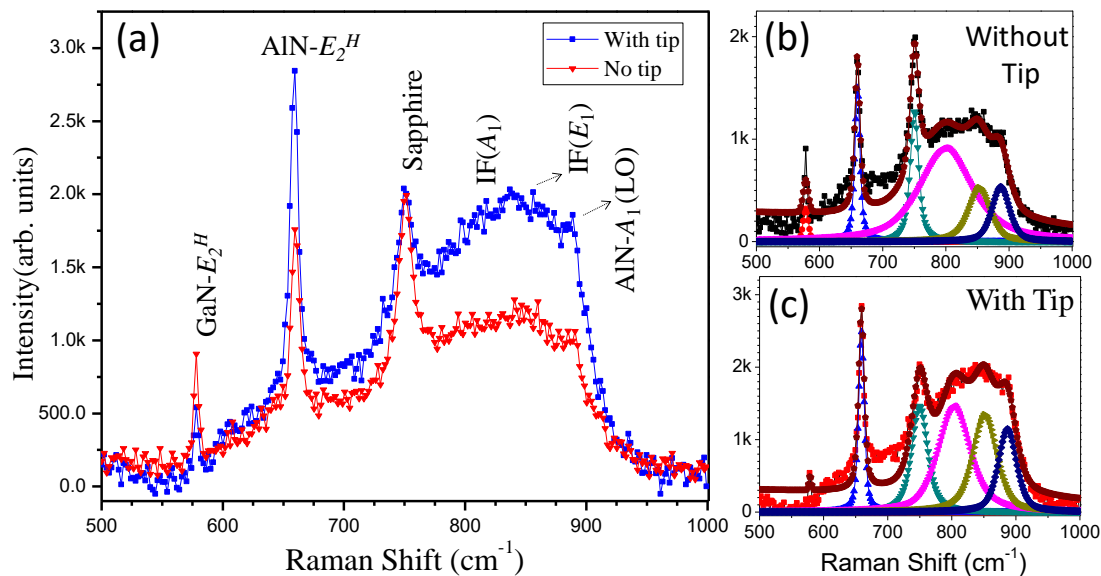 (a)
With tip
No tip
3.0k
2.5k
2.0k
1.5k
1.0k
500.0
0.0
Intensity(arb. units)
GaN-E₂ᴴ
AlN-E₂ᴴ
Sapphire
IF(A₁)
IF(E₁)
AlN-A₁(LO)
500 600 700 800 900 1000
Raman Shift (cm⁻¹)
(b)
Without
Tip
2k
1k
0
500 600 700 800 900 1000
(c)
With Tip
3k
2k
1k
0
500 600 700 800 900 1000
Raman Shift (cm⁻¹)